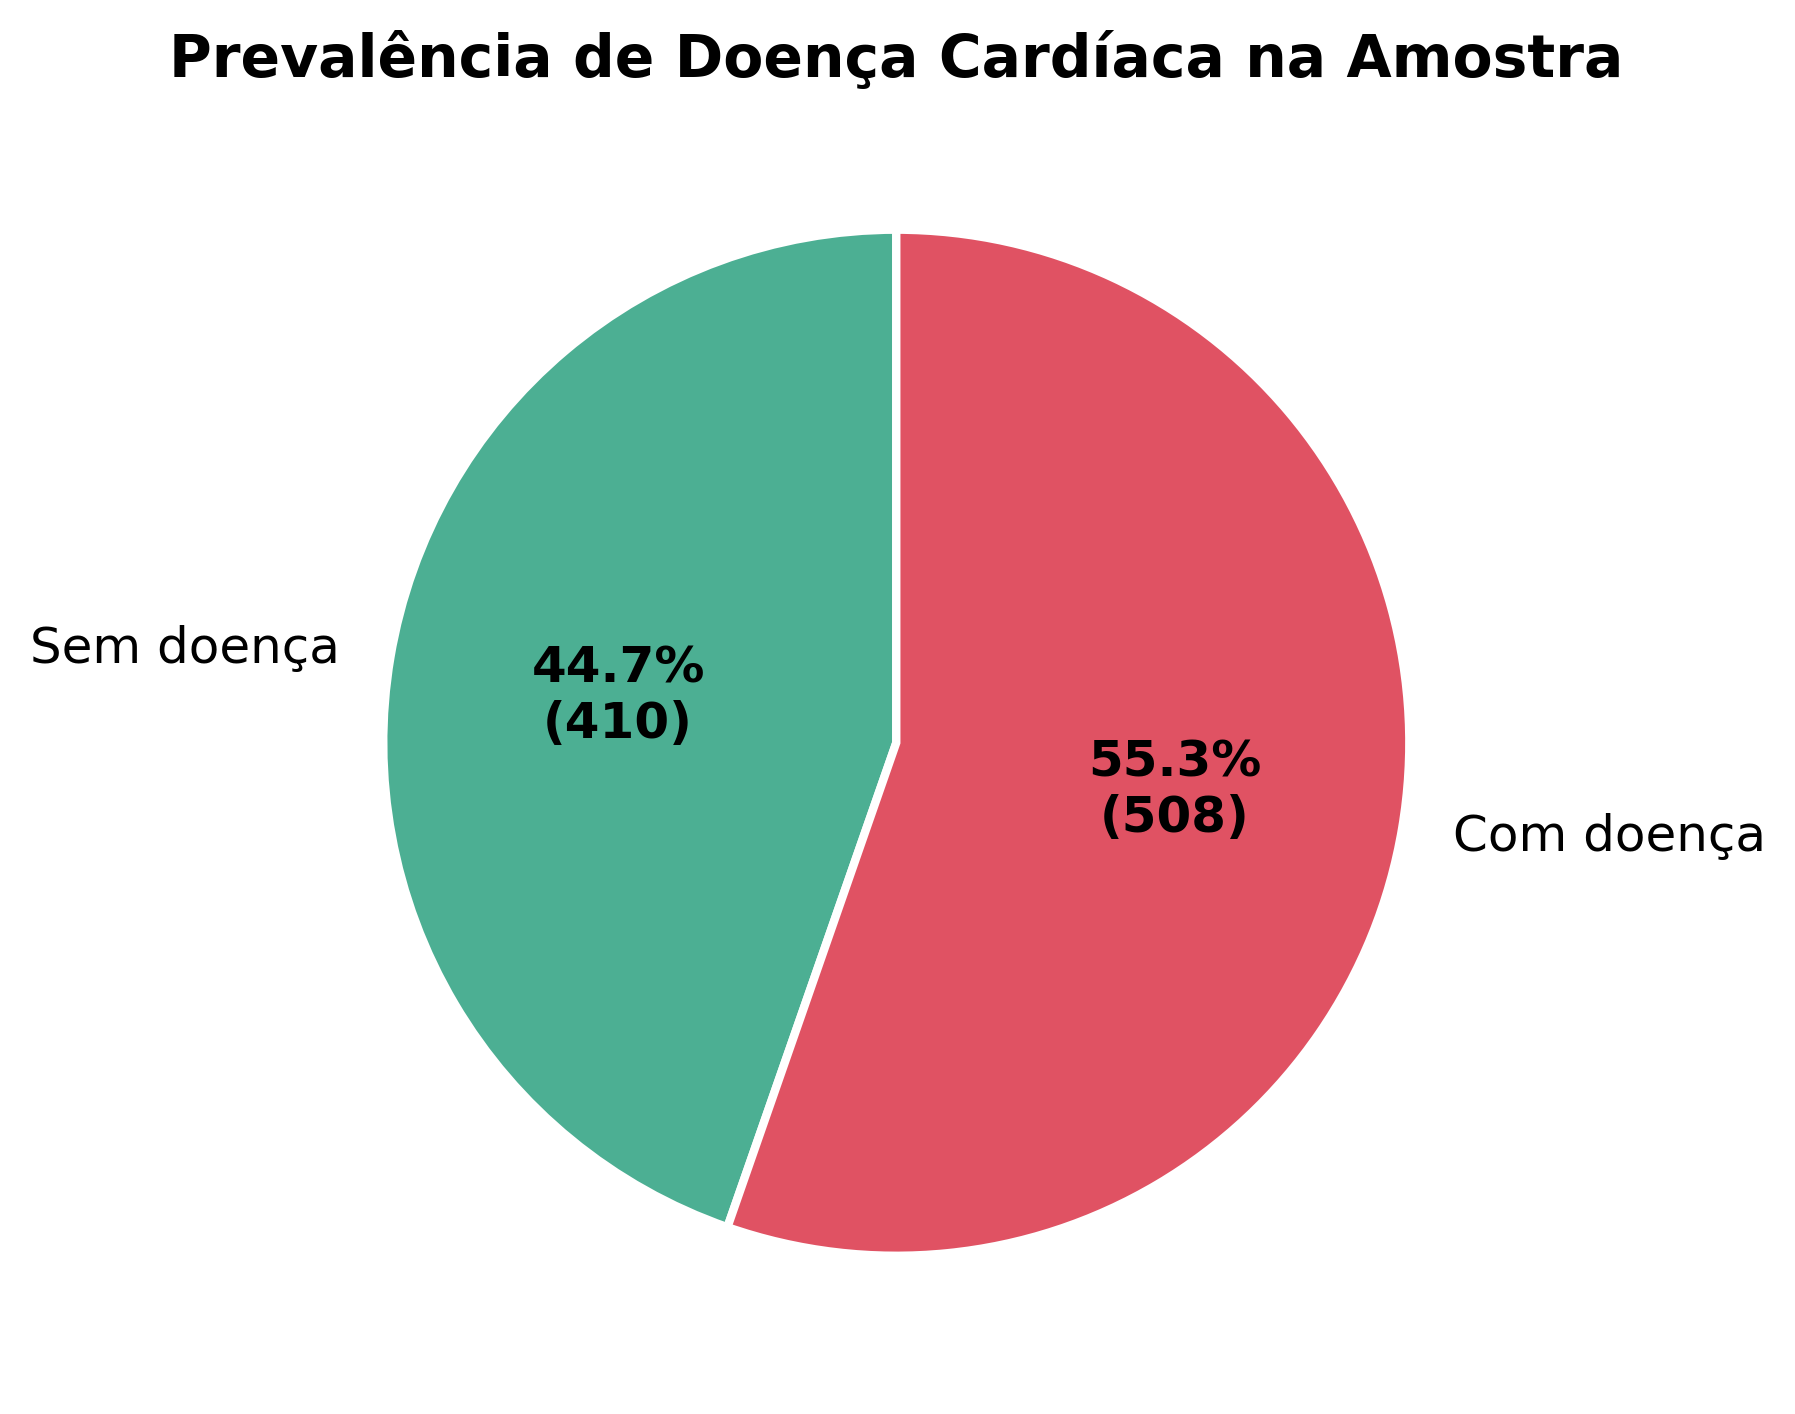 Prevalência de Doença Cardíaca na Amostra
Sem doença
44.7%
(410)
55.3%
(508)
Com doença